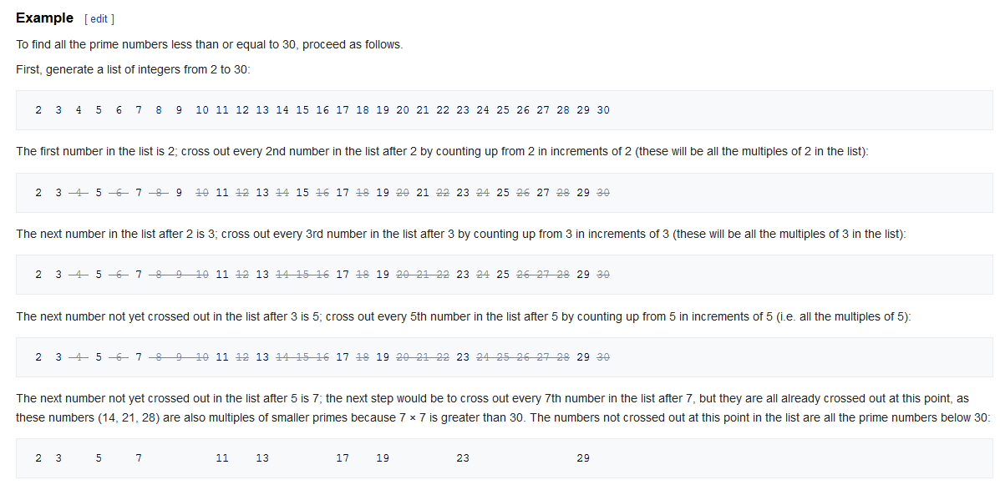 Example [ edit ]
To find all the prime numbers less than or equal to 30, proceed as follows.
First, generate a list of integers from 2 to 30:
2 3 4 5 6 7 8 9 10 11 12 13 14 15 16 17 18 19 20 21 22 23 24 25 26 27 28 29 30
The first number in the list is 2; cross out every 2nd number in the list after 2 by counting up from 2 in increments of 2 (these will be all the multiples of 2 in the list):
2 3 4 5 6 7 8 9 10 11 12 13 14 15 16 17 18 19 20 21 22 23 24 25 26 27 28 29 30
The next number in the list after 2 is 3; cross out every 3rd number in the list after 3 by counting up from 3 in increments of 3 (these will be all the multiples of 3 in the list):
2 3 4 5 6 7 8 9 10 11 12 13 14 15 16 17 18 19 20 21 22 23 24 25 26 27 28 29 30
The next number not yet crossed out in the list after 3 is 5; cross out every 5th number in the list after 5 by counting up from 5 in increments of 5 (i.e. all the multiples of 5):
2 3 4 5 6 7 8 9 10 11 12 13 14 15 16 17 18 19 20 21 22 23 24 25 26 27 28 29 30
The next number not yet crossed out in the list after 5 is 7; the next step would be to cross out every 7th number in the list after 7, but they are all already crossed out at this point, as
these numbers (14, 21, 28) are also multiples of smaller primes because 7 × 7 is greater than 30. The numbers not crossed out at this point in the list are all the prime numbers below 30:
2 3 5 7 11 13 17 19 23 29